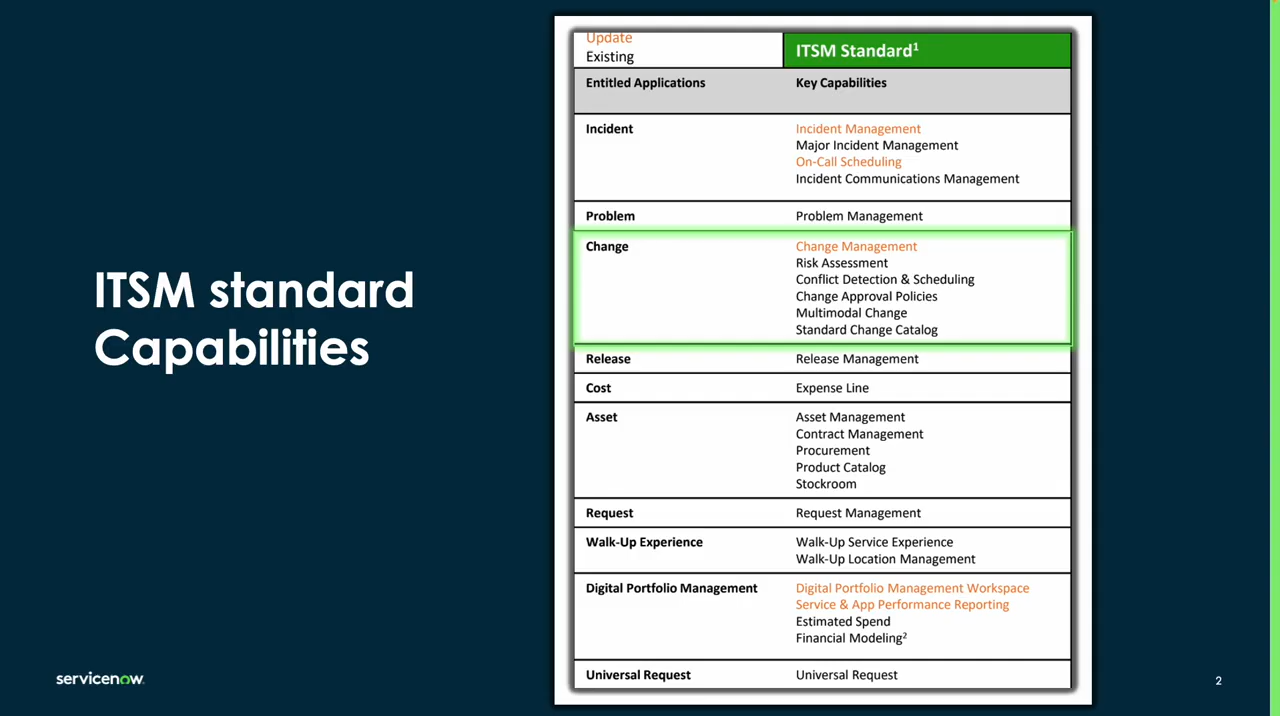 ITSM standard
Capabilities
Update
Existing
ITSM Standard¹
Entitled Applications
Key Capabilities
Incident
Incident Management
Major Incident Management
On-Call Scheduling
Incident Communications Management
Problem
Problem Management
Change
Change Management
Risk Assessment
Conflict Detection & Scheduling
Change Approval Policies
Multimodal Change
Standard Change Catalog
Release
Release Management
Cost
Expense Line
Asset
Asset Management
Contract Management
Procurement
Product Catalog
Stockroom
Request
Request Management
Walk-Up Experience
Walk-Up Service Experience
Walk-Up Location Management
Digital Portfolio Management
Digital Portfolio Management Workspace
Service & App Performance Reporting
Estimated Spend
Financial Modeling²
Universal Request
Universal Request
servicenow
2